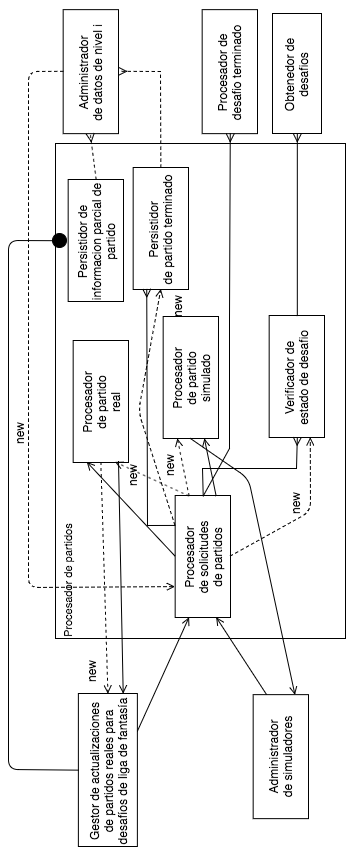 Administrador
de datos de nivel i
Procesador de
desafío terminado
Obtenedor de
desafíos
Persistidor de
informacion parcial de
partido
Persistidor
de partido terminado
new
Procesador
de partido
real
Procesador
de partido
simulado
Verificador de
estado de desafío
new
new
new
new
Procesador
de solicitudes
de partidos
Procesador de partidos
new
Gestor de actualizaciones
de partidos reales para
desafíos de liga de fantasía
Administrador
de simuladores